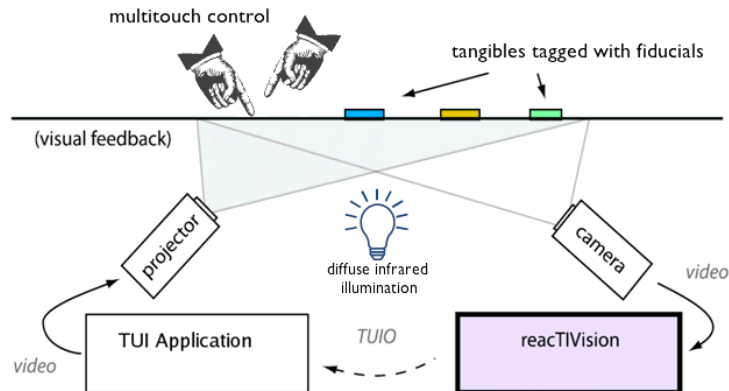 multitouch control
tangibles tagged with fiducials
(visual feedback)
projector
camera
diffuse infrared
illumination
video
TUI Application
TUIO
reacTIVision
video